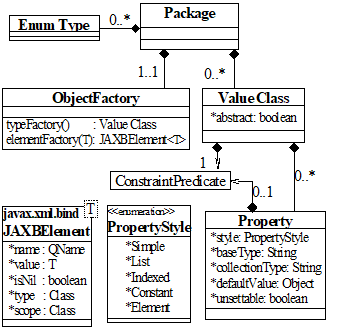 Enum Type
0..*
Package
1..1
0..*
ObjectFactory
typeFactory() : Value Class
elementFactory(T): JAXBElement<T>
Value Class
*abstract: boolean
1
ConstraintPredicate
0..1
0..*
javax.xml.bind
T
JAXBElement
*name : QName
*value : T
*isNil : boolean
*type : Class
*scope : Class
<<enumeration>>
PropertyStyle
*Simple
*List
*Indexed
*Constant
*Element
Property
*style: PropertyStyle
*baseType: String
*collectionType: String
*defaultValue: Object
*unsettable: boolean